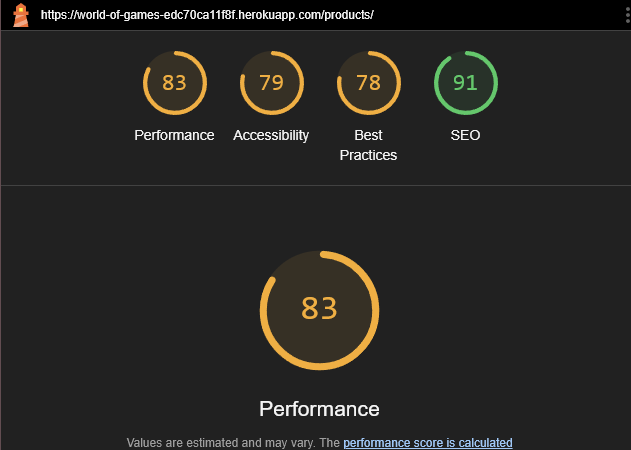 https://world-of-games-edc70ca11f8f.herokuapp.com/products/
83 79 78 91
Performance Accessibility Best Practices SEO
83
Performance
Values are estimated and may vary. The performance score is calculated